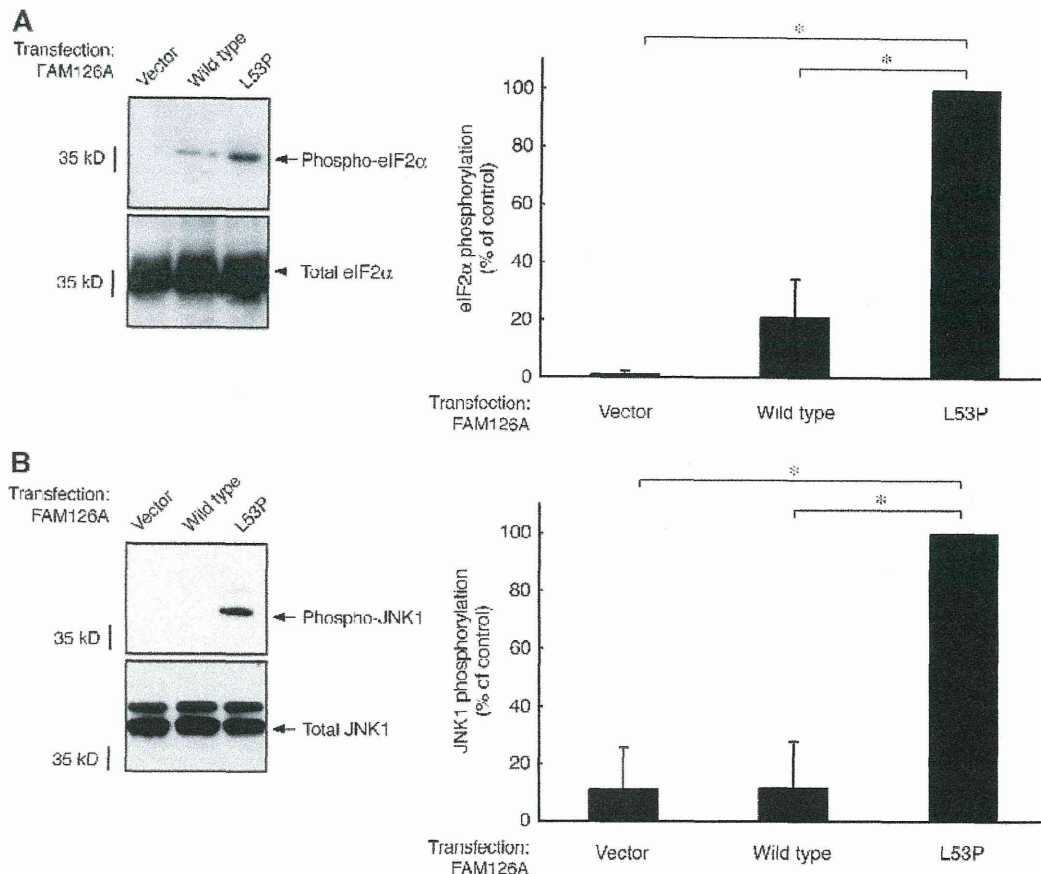 A
Transfection:
FAM126A
Vector
Wild type
L53P
35 kD
Phospho-eIF2α
35 kD
Total eIF2α
*
*
100
80
60
40
20
0
eIF2α phosphorylation
(% of control)
Transfection:
FAM126A
Vector
Wild type
L53P
B
Transfection:
FAM126A
Vector
Wild type
L53P
35 kD
Phospho-JNK1
Total JNK1
35 kD
*
*
100
80
60
40
20
0
JNK1 phosphorylation
(% of control)
Transfection:
FAM126A
Vector
Wild type
L53P